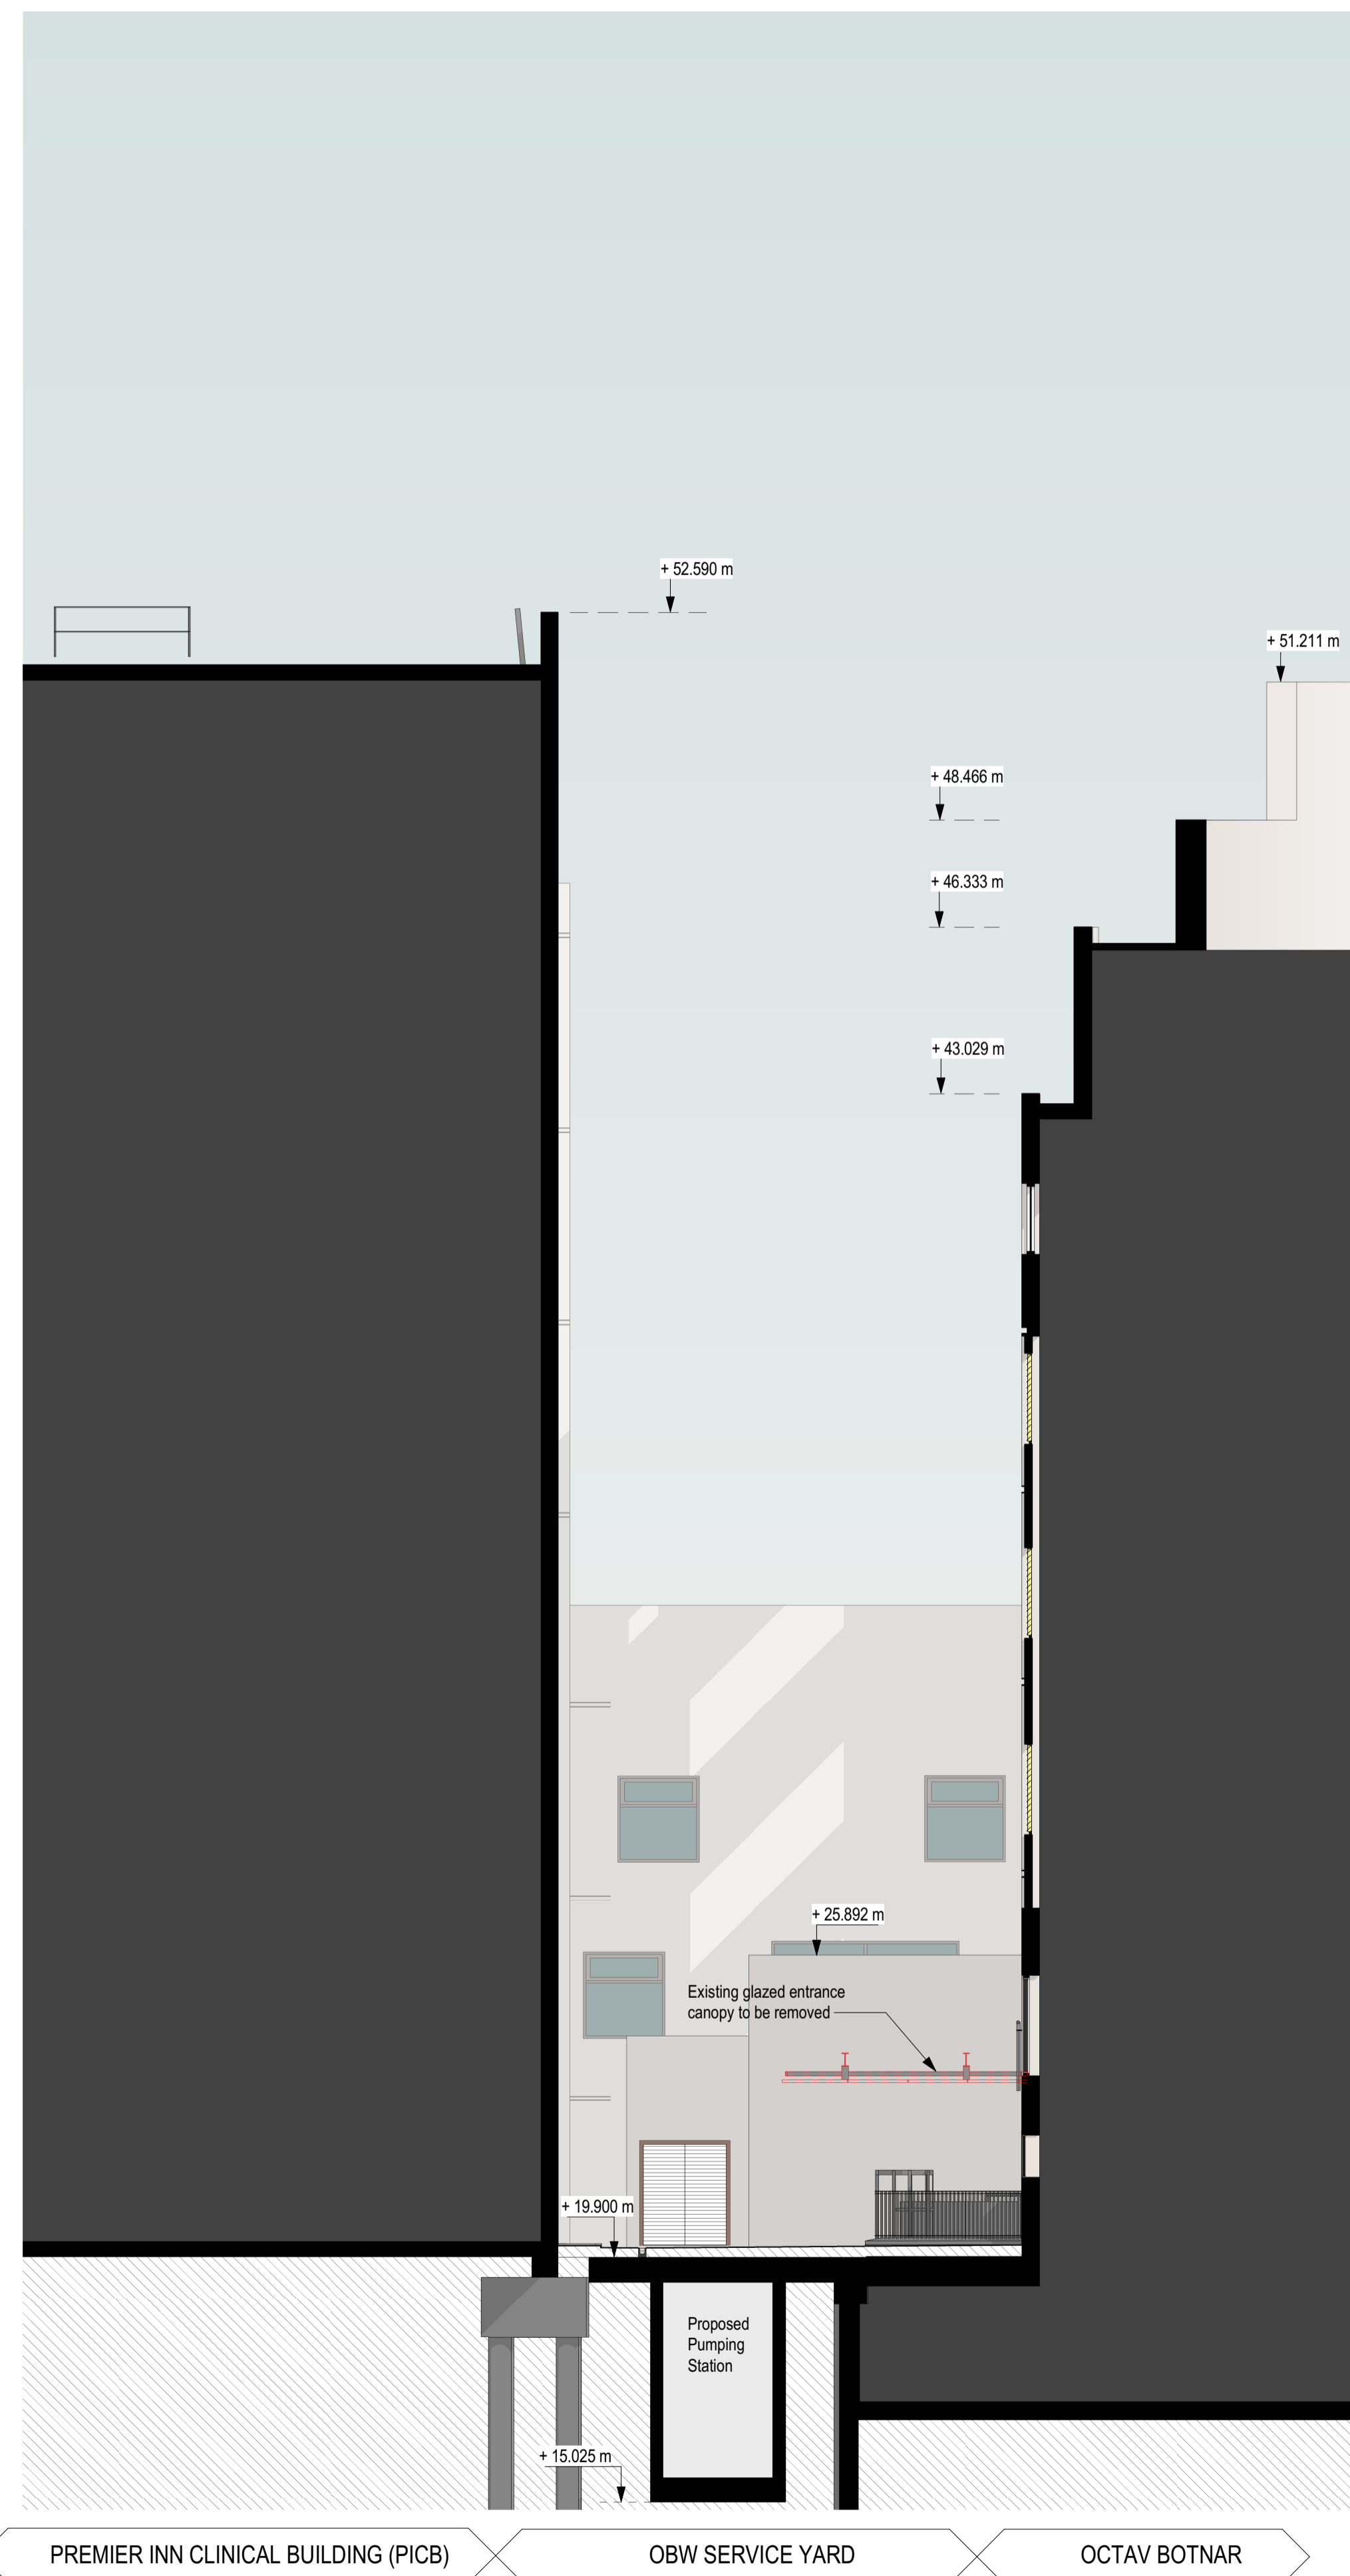 + 52.590 m
+ 51.211 m
+ 48.466 m
+ 46.333 m
+ 43.029 m
+ 25.892 m
Existing glazed entrance
canopy to be removed
+ 19.900 m
Proposed
Pumping
Station
+ 15.025 m
PREMIER INN CLINICAL BUILDING (PICB)
OBW SERVICE YARD
OCTAV BOTNAR